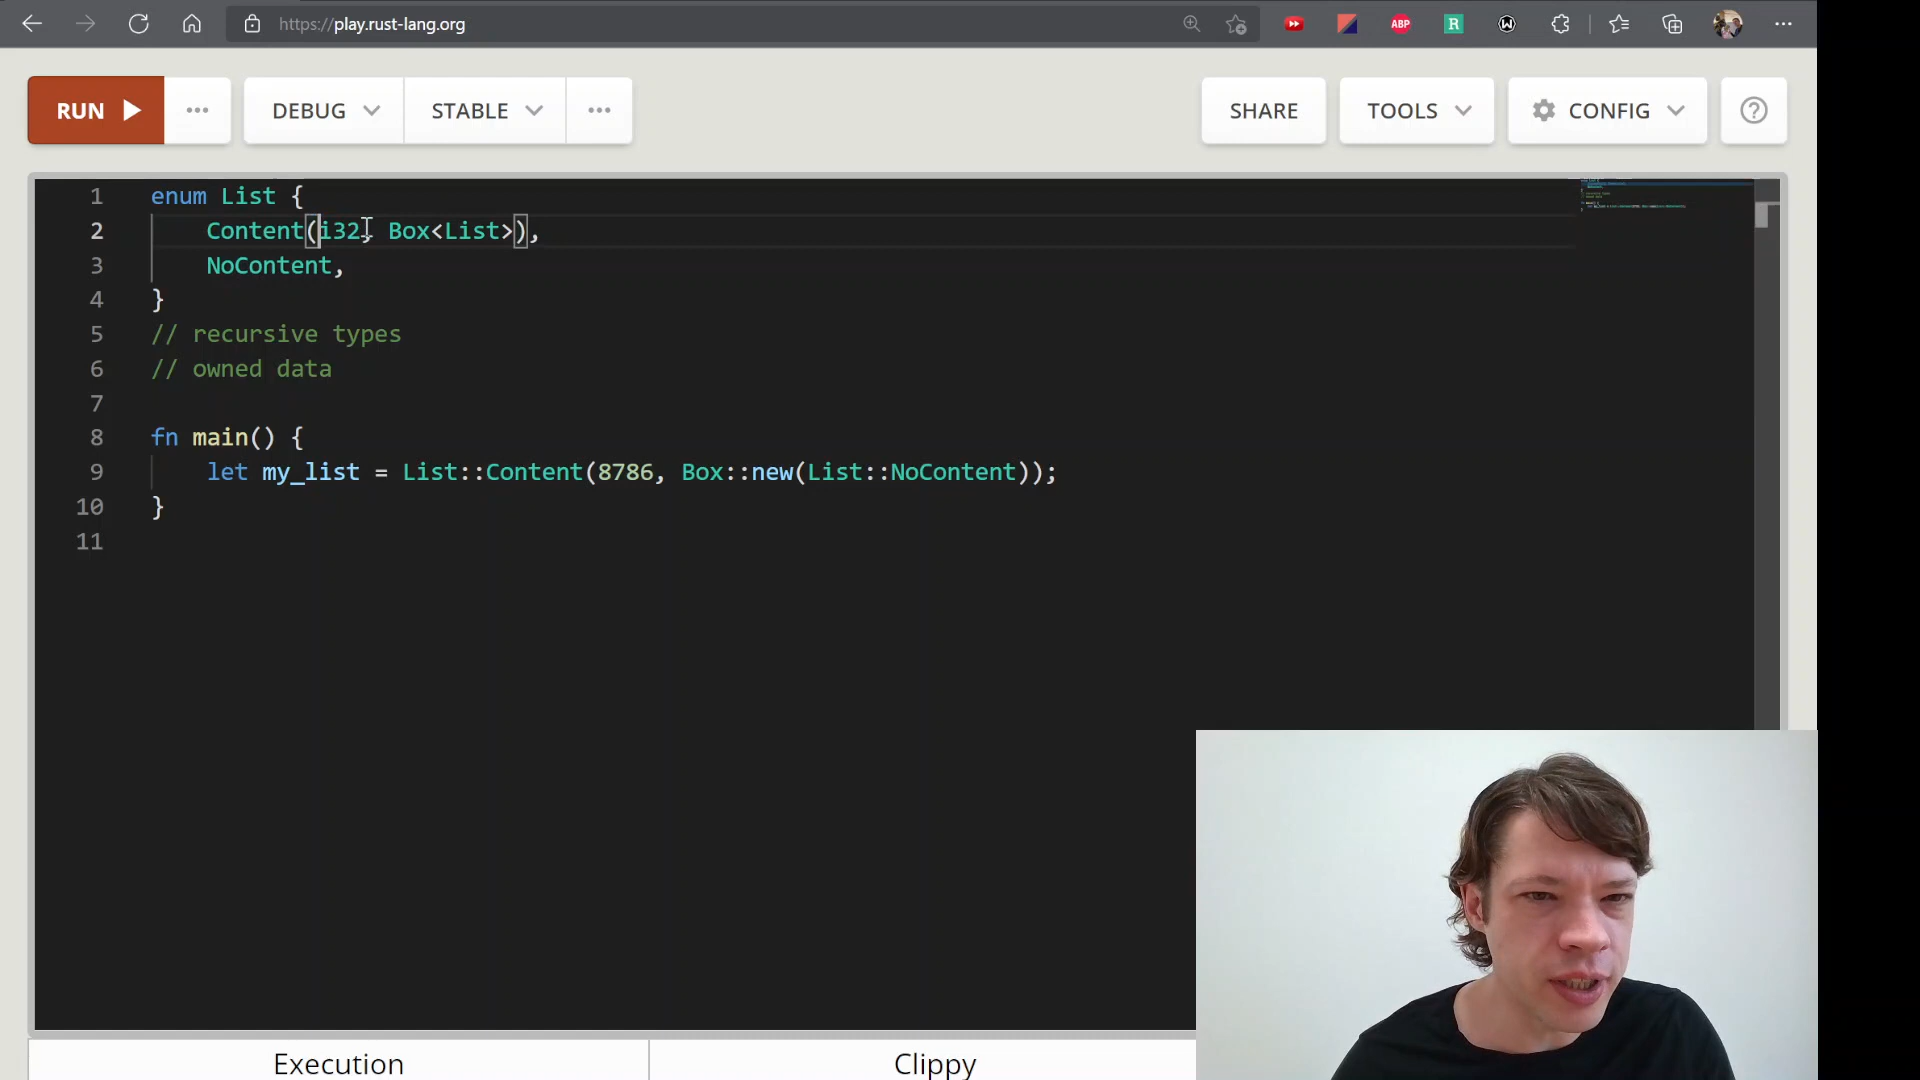 https://play.rust-lang.org
ABP
R
RUN
DEBUG
STABLE
SHARE
TOOLS
CONFIG
1 enum List {
2 Content(i32, Box<List>),
3 NoContent,
4 }
5 // recursive types
6 // owned data
7
8 fn main() {
9 let my_list = List::Content(8786, Box::new(List::NoContent));
10 }
11
Execution
Clippy